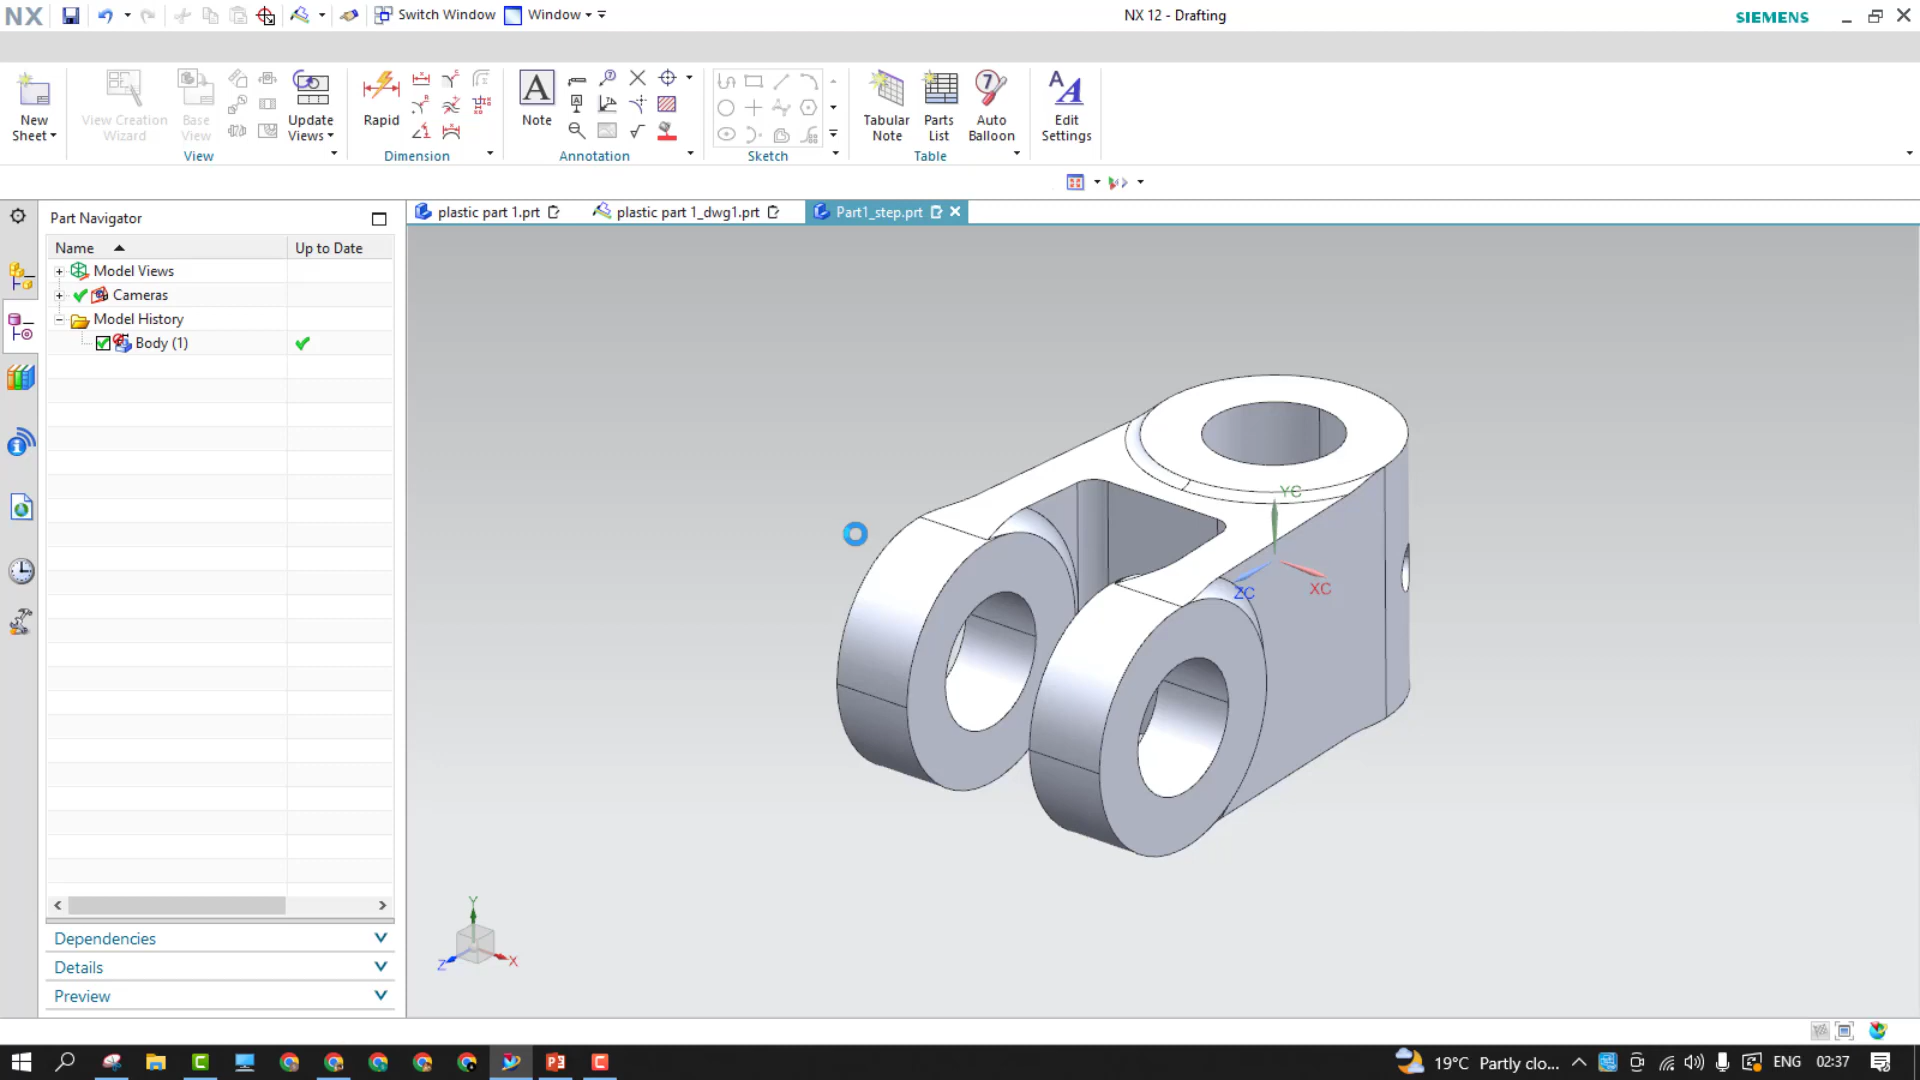 NX Switch Window Window NX 12 - Drafting SIEMENS
New Sheet
View Creation Wizard
Base View
Update Views
View
Rapid
Dimension
A Note
Annotation
Sketch
Tabular Note
Parts List
7 Auto Balloon
Table
A A Edit Settings
Part Navigator
plastic part 1.prt plastic part 1_dwg1.prt Part1_step.prt
Name Up to Date
Model Views
Cameras
Model History
Body (1)
YC
ZC XC
Y
Z X
Dependencies
Details
Preview
19°C Partly clo... ENG 02:37